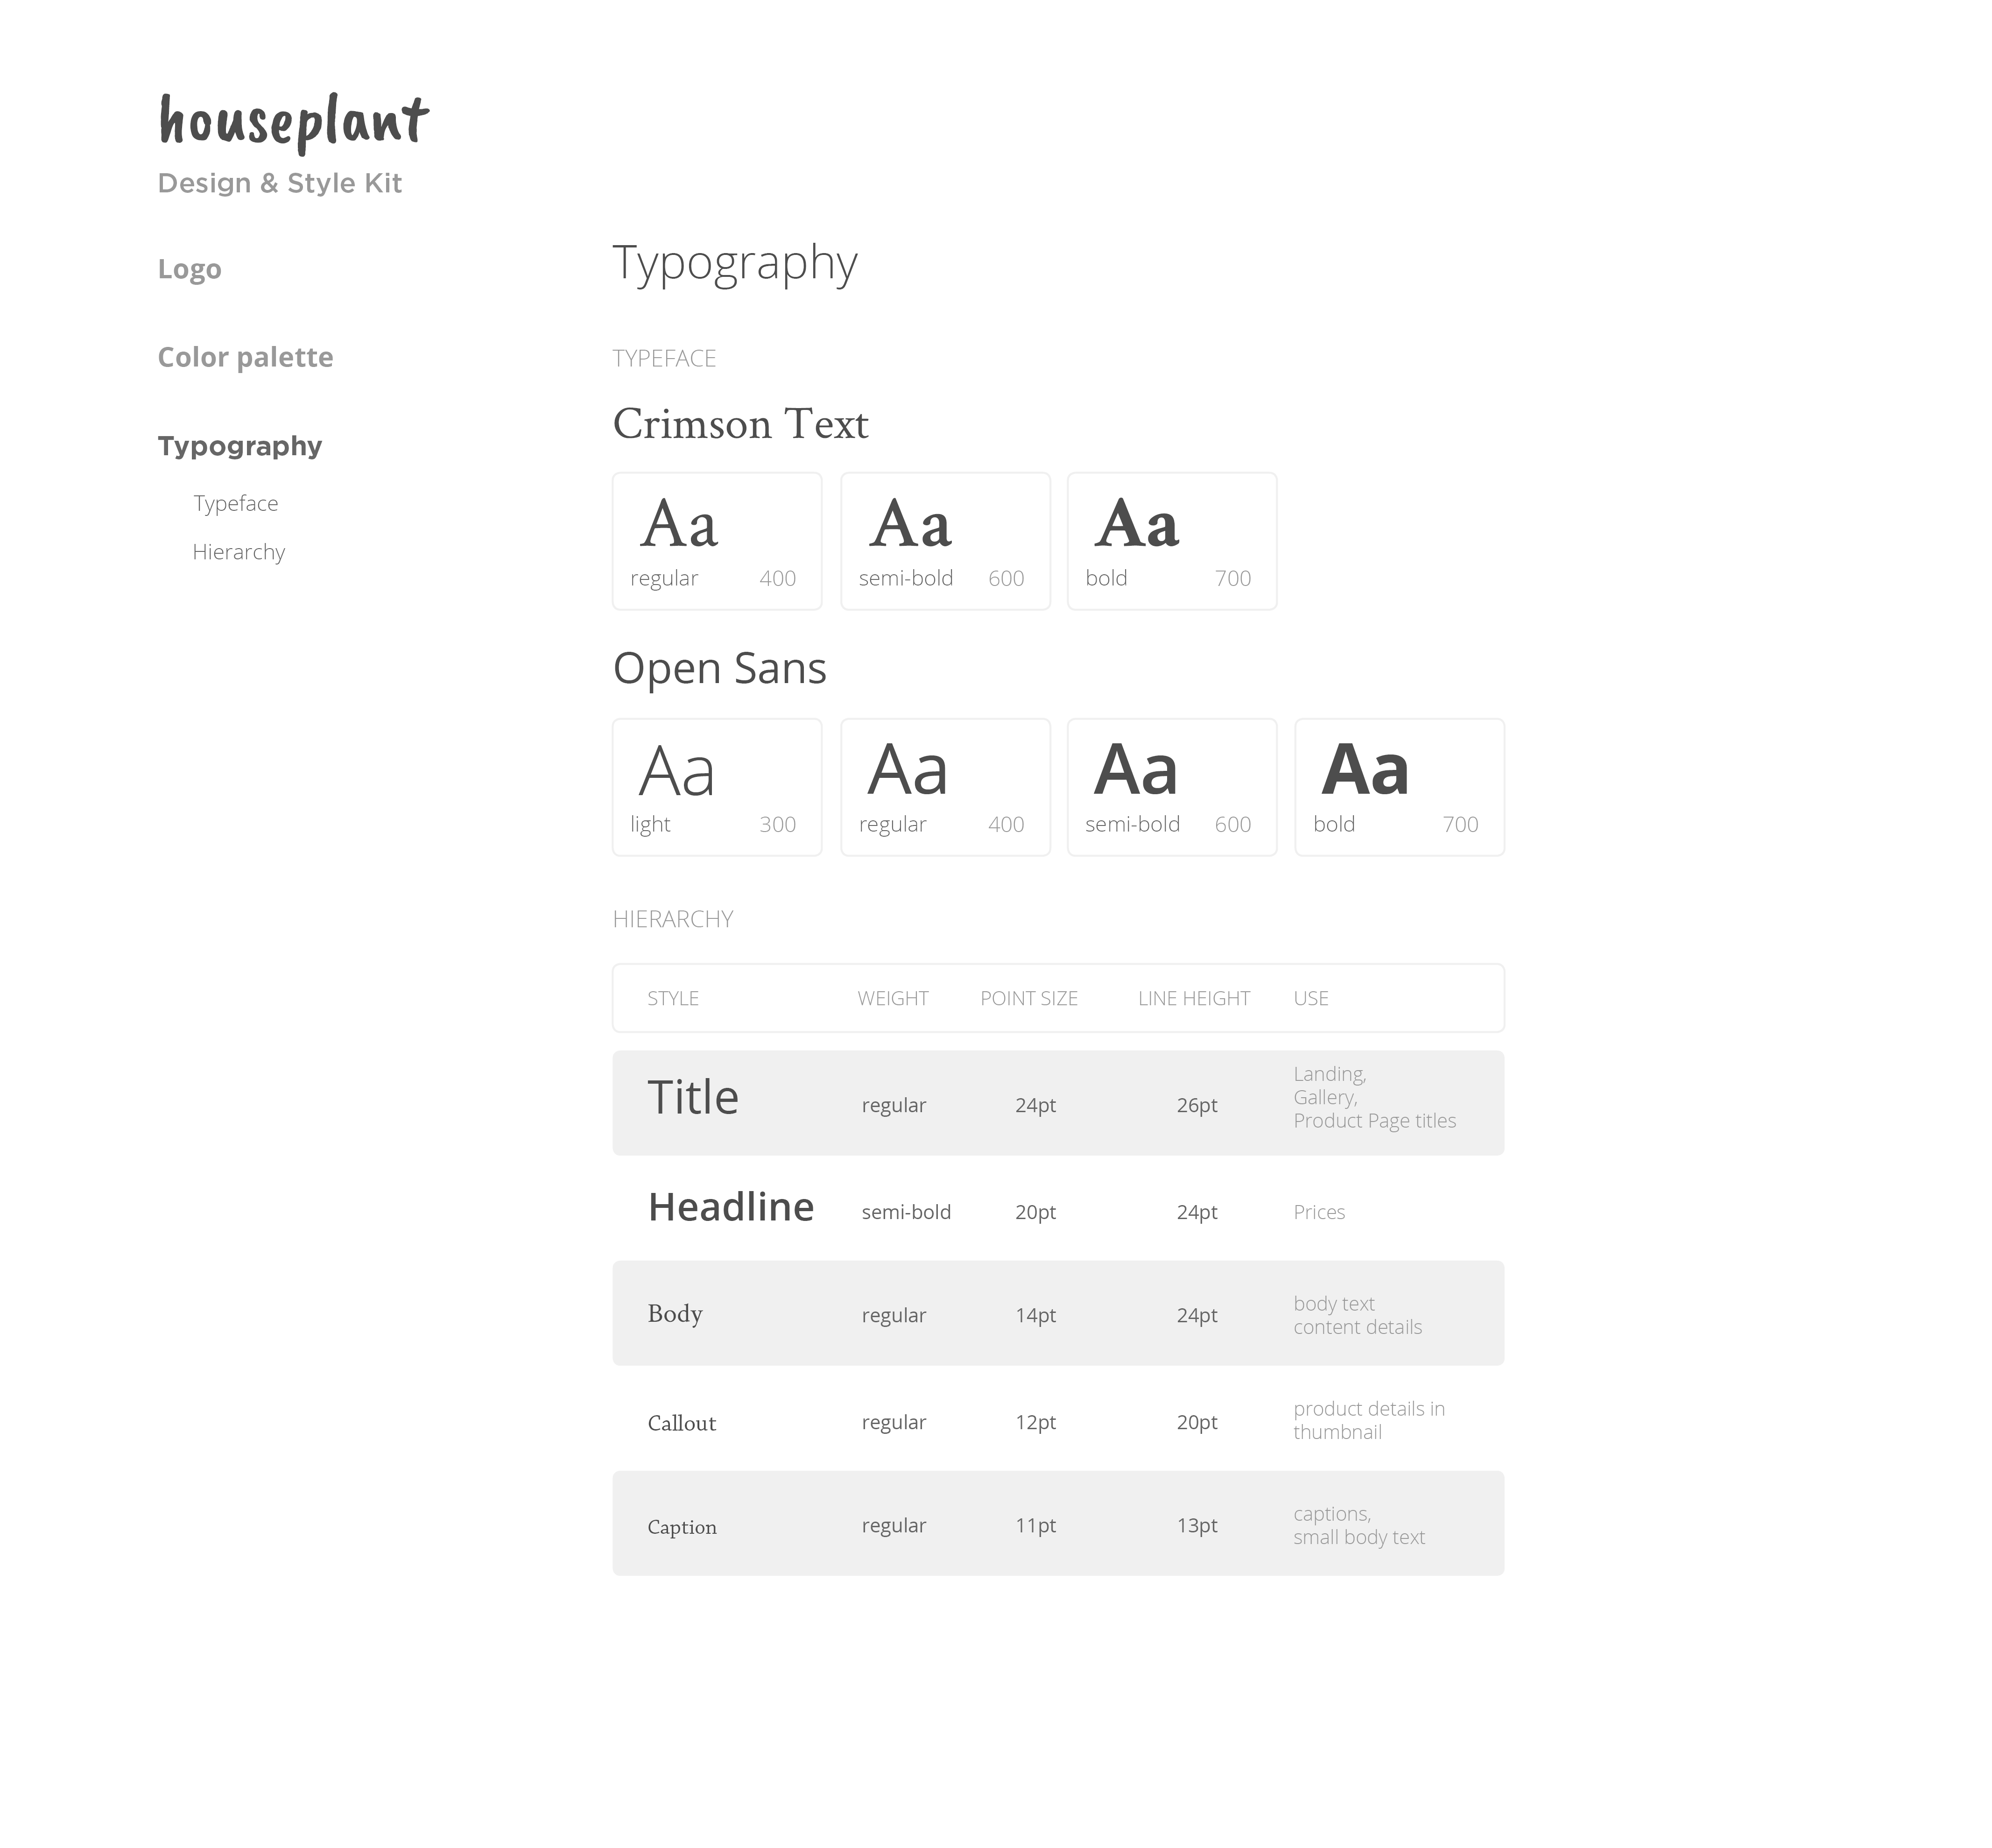 houseplant
Design & Style Kit
Logo
Color palette
Typography
Typeface
Hierarchy
Typography
TYPEFACE
Crimson Text
Aa Aa Aa
regular 400 semi-bold 600 bold 700
Open Sans
Aa Aa Aa Aa
light 300 regular 400 semi-bold 600 bold 700
HIERARCHY
STYLE WEIGHT POINT SIZE LINE HEIGHT USE
Title regular 24pt 26pt Landing,
Gallery,
Product Page titles
Headline semi-bold 20pt 24pt Prices
Body regular 14pt 24pt body text
content details
Callout regular 12pt 20pt product details in
thumbnail
Caption regular 11pt 13pt captions,
small body text